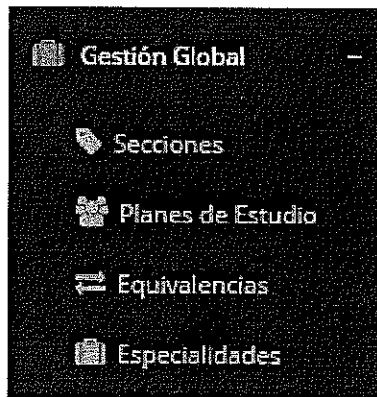 Gestión Global –
Secciones
Planes de Estudio
Equivalencias
Especialidades